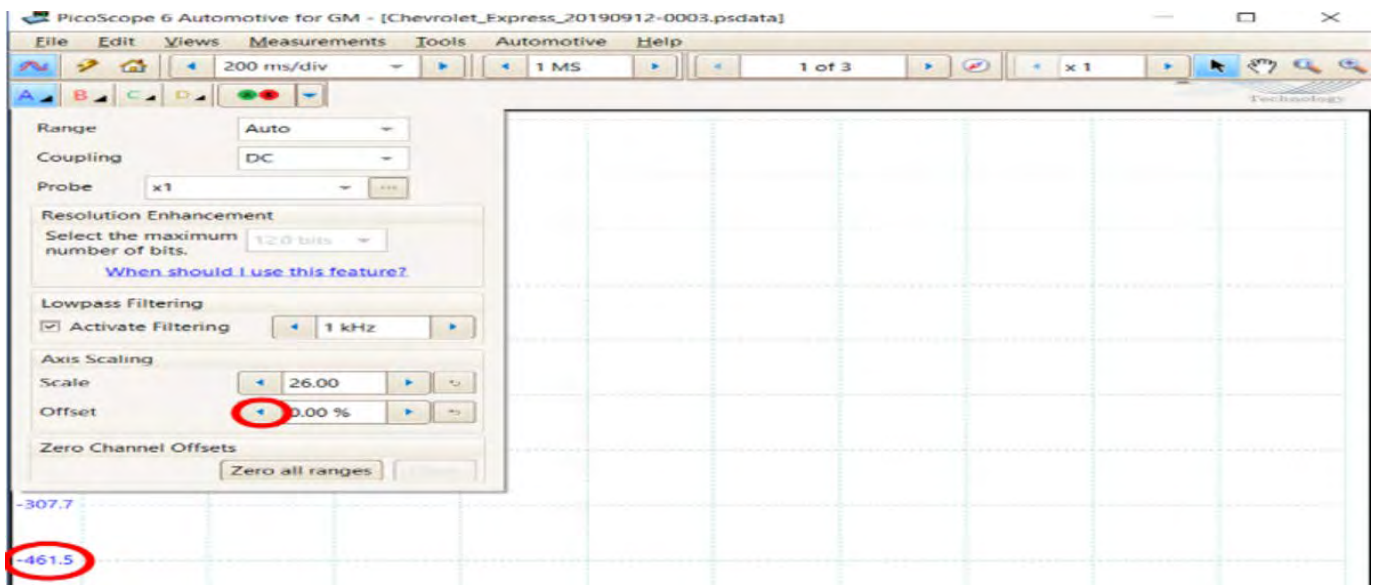 PicoScope 6 Automotive for GM - [Chevrolet_Express_20190912-0003.psdata]
File Edit Views Measurements Tools Automotive Help
200 ms/div 1 MS 1 of 3 x 1
A B C D
Technology
Range Auto
Coupling DC
Probe x1 ...
Resolution Enhancement
Select the maximum 12.0 bits
number of bits.
When should I use this feature?
Lowpass Filtering
Activate Filtering 1 kHz
Axis Scaling
Scale 26.00
Offset 0.00 %
Zero Channel Offsets
Zero all ranges
-307.7
-461.5